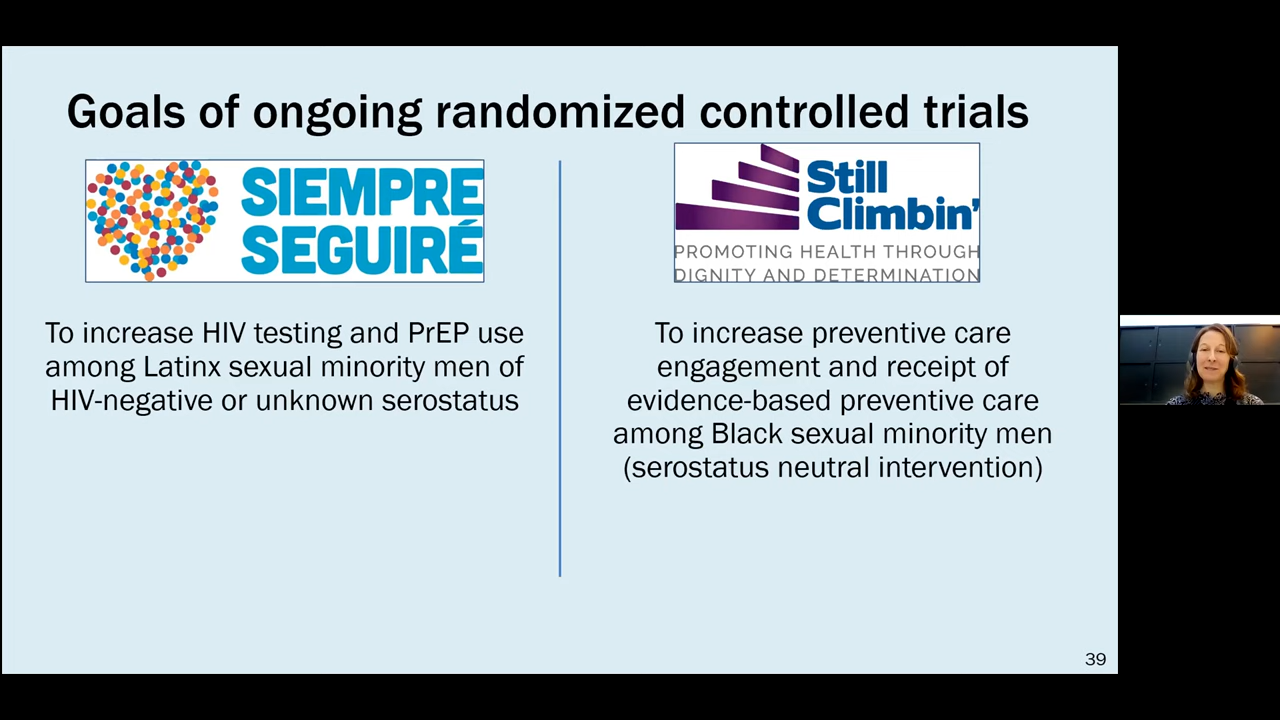 Goals of ongoing randomized controlled trials
SIEMPRE
SEGUIRÉ
To increase HIV testing and PrEP use
among Latinx sexual minority men of
HIV-negative or unknown serostatus
Still
Climbin'
PROMOTING HEALTH THROUGH
DIGNITY AND DETERMINATION
To increase preventive care
engagement and receipt of
evidence-based preventive care
among Black sexual minority men
(serostatus neutral intervention)
39